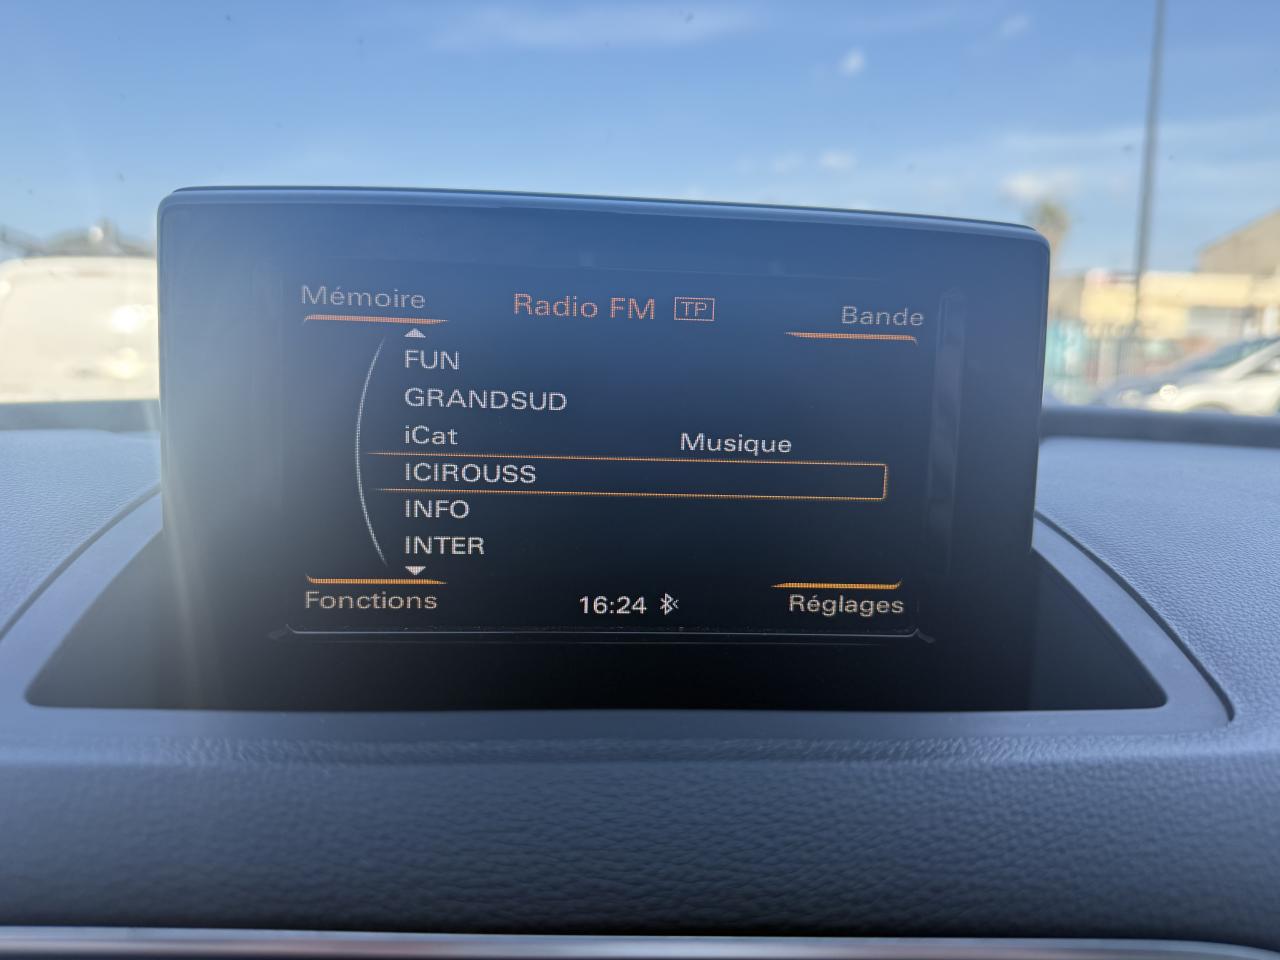 Mémoire Radio FM TP Bande
FUN
GRANDSUD
iCat Musique
ICIROUSS
INFO
INTER
Fonctions 16:24 Réglages